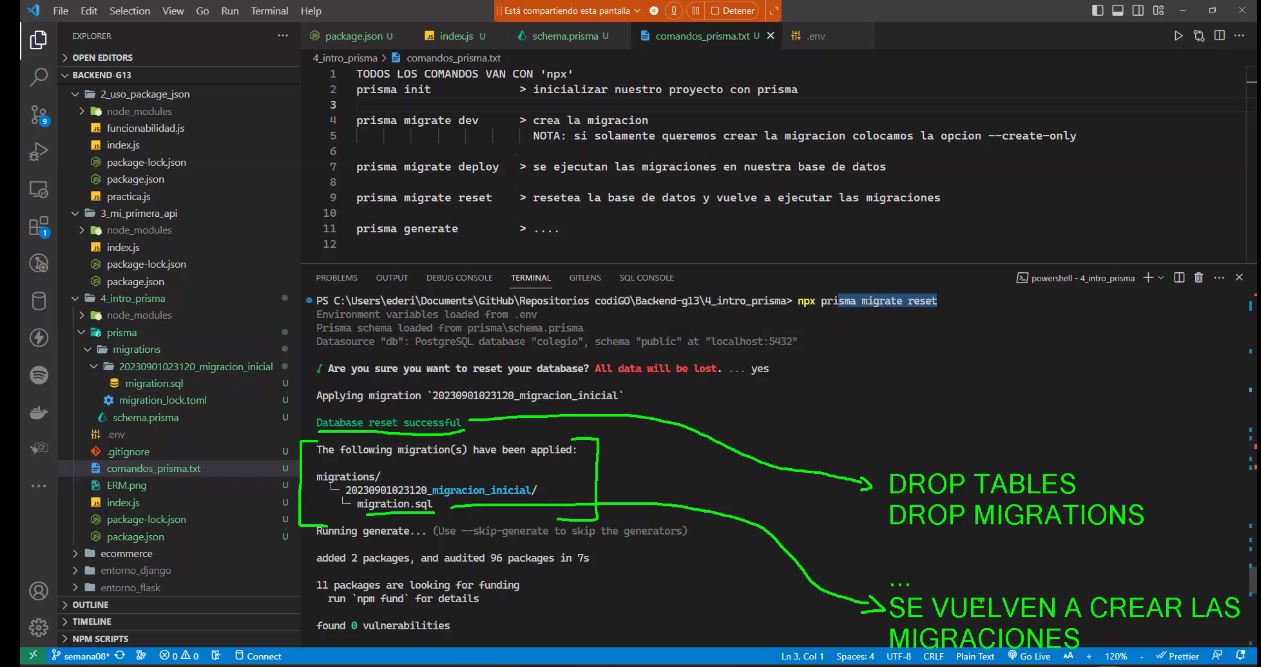 File Edit Selection View Go Run Terminal Help
Está compartiendo esta pantalla
Detener
EXPLORER
OPEN EDITORS
BACKEND-G13
2_uso_package_json
node_modules
funcionabilidad.js
index.js
package-lock.json
package.json
practica.js
3_mi_primera_api
node_modules
index.js
package-lock.json
package.json
4_intro_prisma
node_modules
prisma
migrations
20230901023120_migracion_inicial
migration.sql U
migration_lock.toml U
schema.prisma U
.env
.gitignore U
comandos_prisma.txt U
ERM.png U
index.js U
package-lock.json U
package.json U
ecommerce
entorno_django
entorno_flask
OUTLINE
TIMELINE
NPM SCRIPTS
9
1
package.json U index.js U schema.prisma U comandos_prisma.txt U .env
4_intro_prisma > comandos_prisma.txt
1 TODOS LOS COMANDOS VAN CON 'npx'
2 prisma init > inicializar nuestro proyecto con prisma
3
4 prisma migrate dev > crea la migracion
5 NOTA: si solamente queremos crear la migracion colocamos la opcion --create-only
6
7 prisma migrate deploy > se ejecutan las migraciones en nuestra base de datos
8
9 prisma migrate reset > resetea la base de datos y vuelve a ejecutar las migraciones
10
11 prisma generate > ....
12
PROBLEMS OUTPUT DEBUG CONSOLE TERMINAL GITLENS SQL CONSOLE
powershell - 4_intro_prisma
PS C:\Users\ederi\Documents\GitHub\Repositorios codiGO\Backend-g13\4_intro_prisma> npx prisma migrate reset
Environment variables loaded from .env
Prisma schema loaded from prisma\schema.prisma
Datasource "db": PostgreSQL database "colegio", schema "public" at "localhost:5432"
√ Are you sure you want to reset your database? All data will be lost. ... yes
Applying migration `20230901023120_migracion_inicial`
Database reset successful
The following migration(s) have been applied:
migrations/
└─ 20230901023120_migracion_inicial/
└─ migration.sql
Running generate... (Use --skip-generate to skip the generators)
added 2 packages, and audited 96 packages in 7s
11 packages are looking for funding
run `npm fund` for details
found 0 vulnerabilities
DROP TABLES
DROP MIGRATIONS
...
SE VUELVEN A CREAR LAS
MIGRACIONES
semana08* 0 0 Connect Ln 3, Col 1 Spaces: 4 UTF-8 CRLF Plain Text Go Live + 120% - Prettier